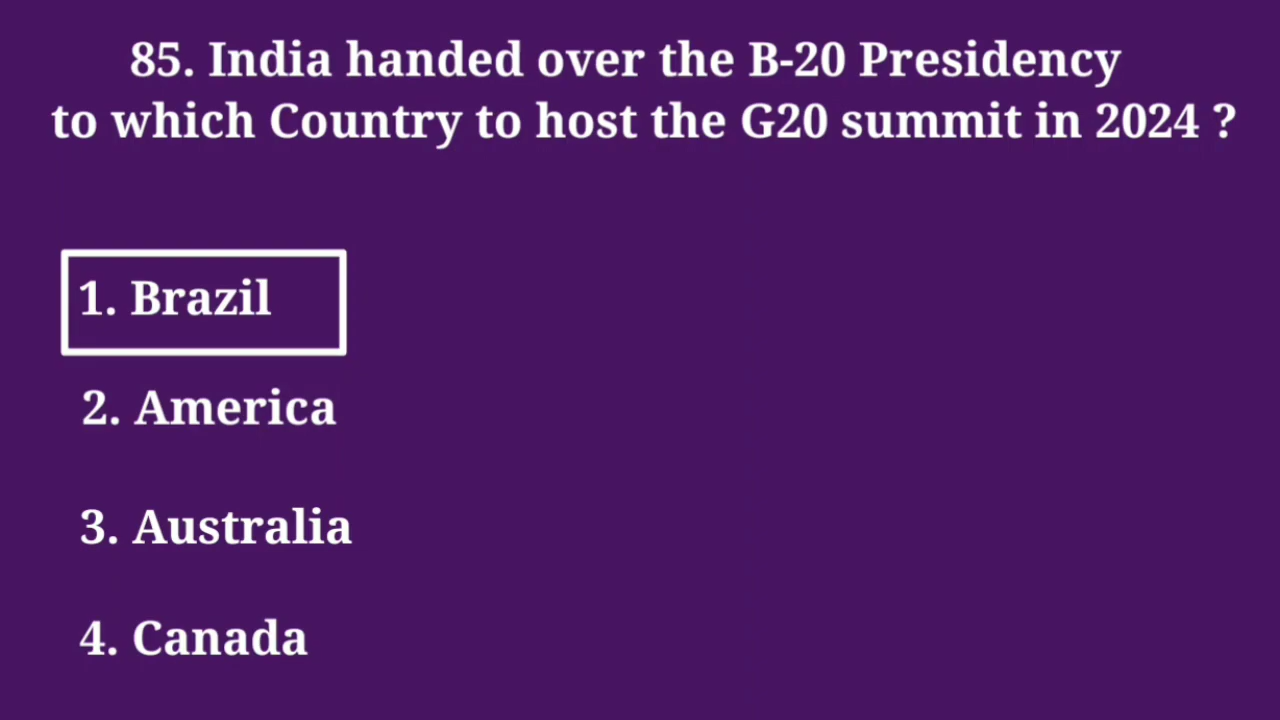 85. India handed over the B-20 Presidency
to which Country to host the G20 summit in 2024 ?
1. Brazil
2. America
3. Australia
4. Canada